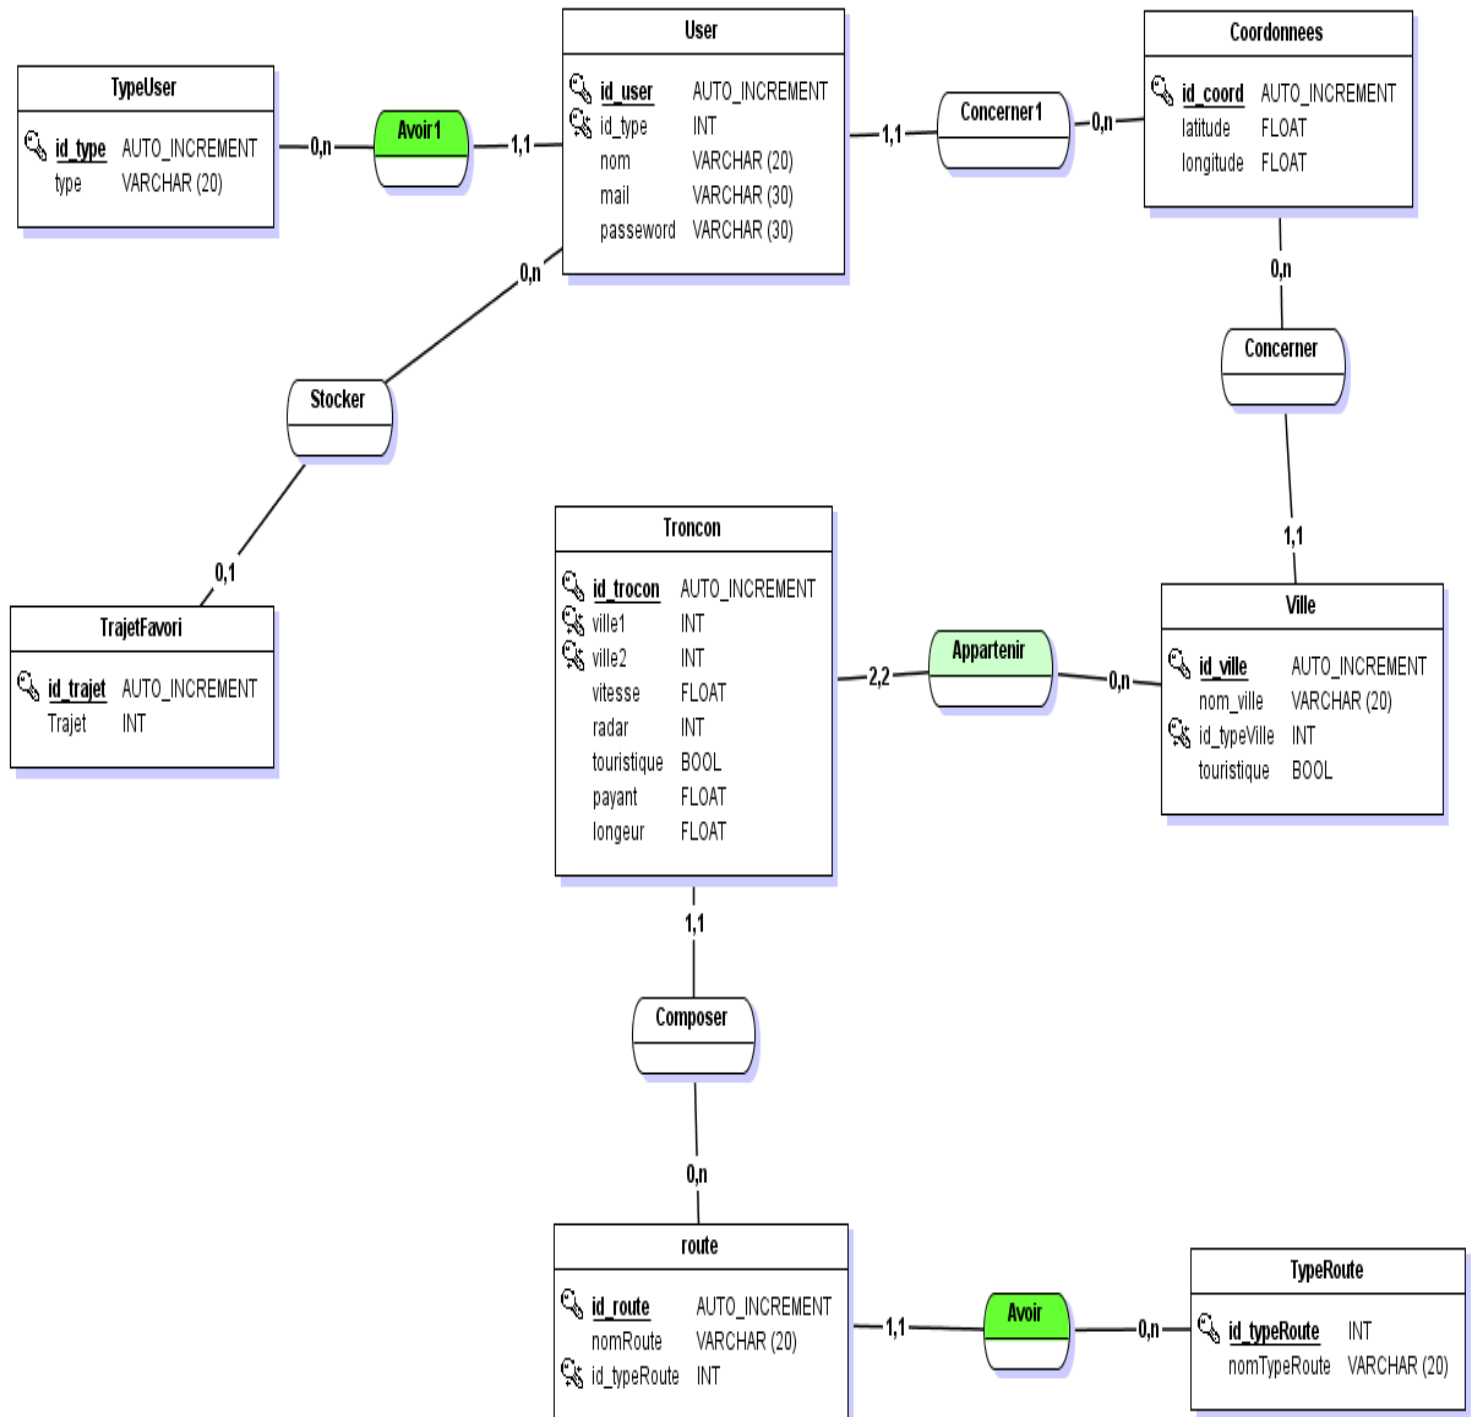 User
id_user AUTO_INCREMENT
id_type INT
nom VARCHAR (20)
mail VARCHAR (30)
passeword VARCHAR (30)
Coordonnees
id_coord AUTO_INCREMENT
latitude FLOAT
longitude FLOAT
TypeUser
id_type AUTO_INCREMENT
type VARCHAR (20)
0,n
Avoir1
1,1
1,1
Concerner1
0,n
0,n
Stocker
0,1
0,n
Concerner
1,1
TrajetFavori
id_trajet AUTO_INCREMENT
Trajet INT
Troncon
id_trocon AUTO_INCREMENT
ville1 INT
ville2 INT
vitesse FLOAT
radar INT
touristique BOOL
payant FLOAT
longeur FLOAT
2,2
Appartenir
0,n
Ville
id_ville AUTO_INCREMENT
nom_ville VARCHAR (20)
id_typeVille INT
touristique BOOL
1,1
Composer
0,n
route
id_route AUTO_INCREMENT
nomRoute VARCHAR (20)
id_typeRoute INT
1,1
Avoir
0,n
TypeRoute
id_typeRoute INT
nomTypeRoute VARCHAR (20)